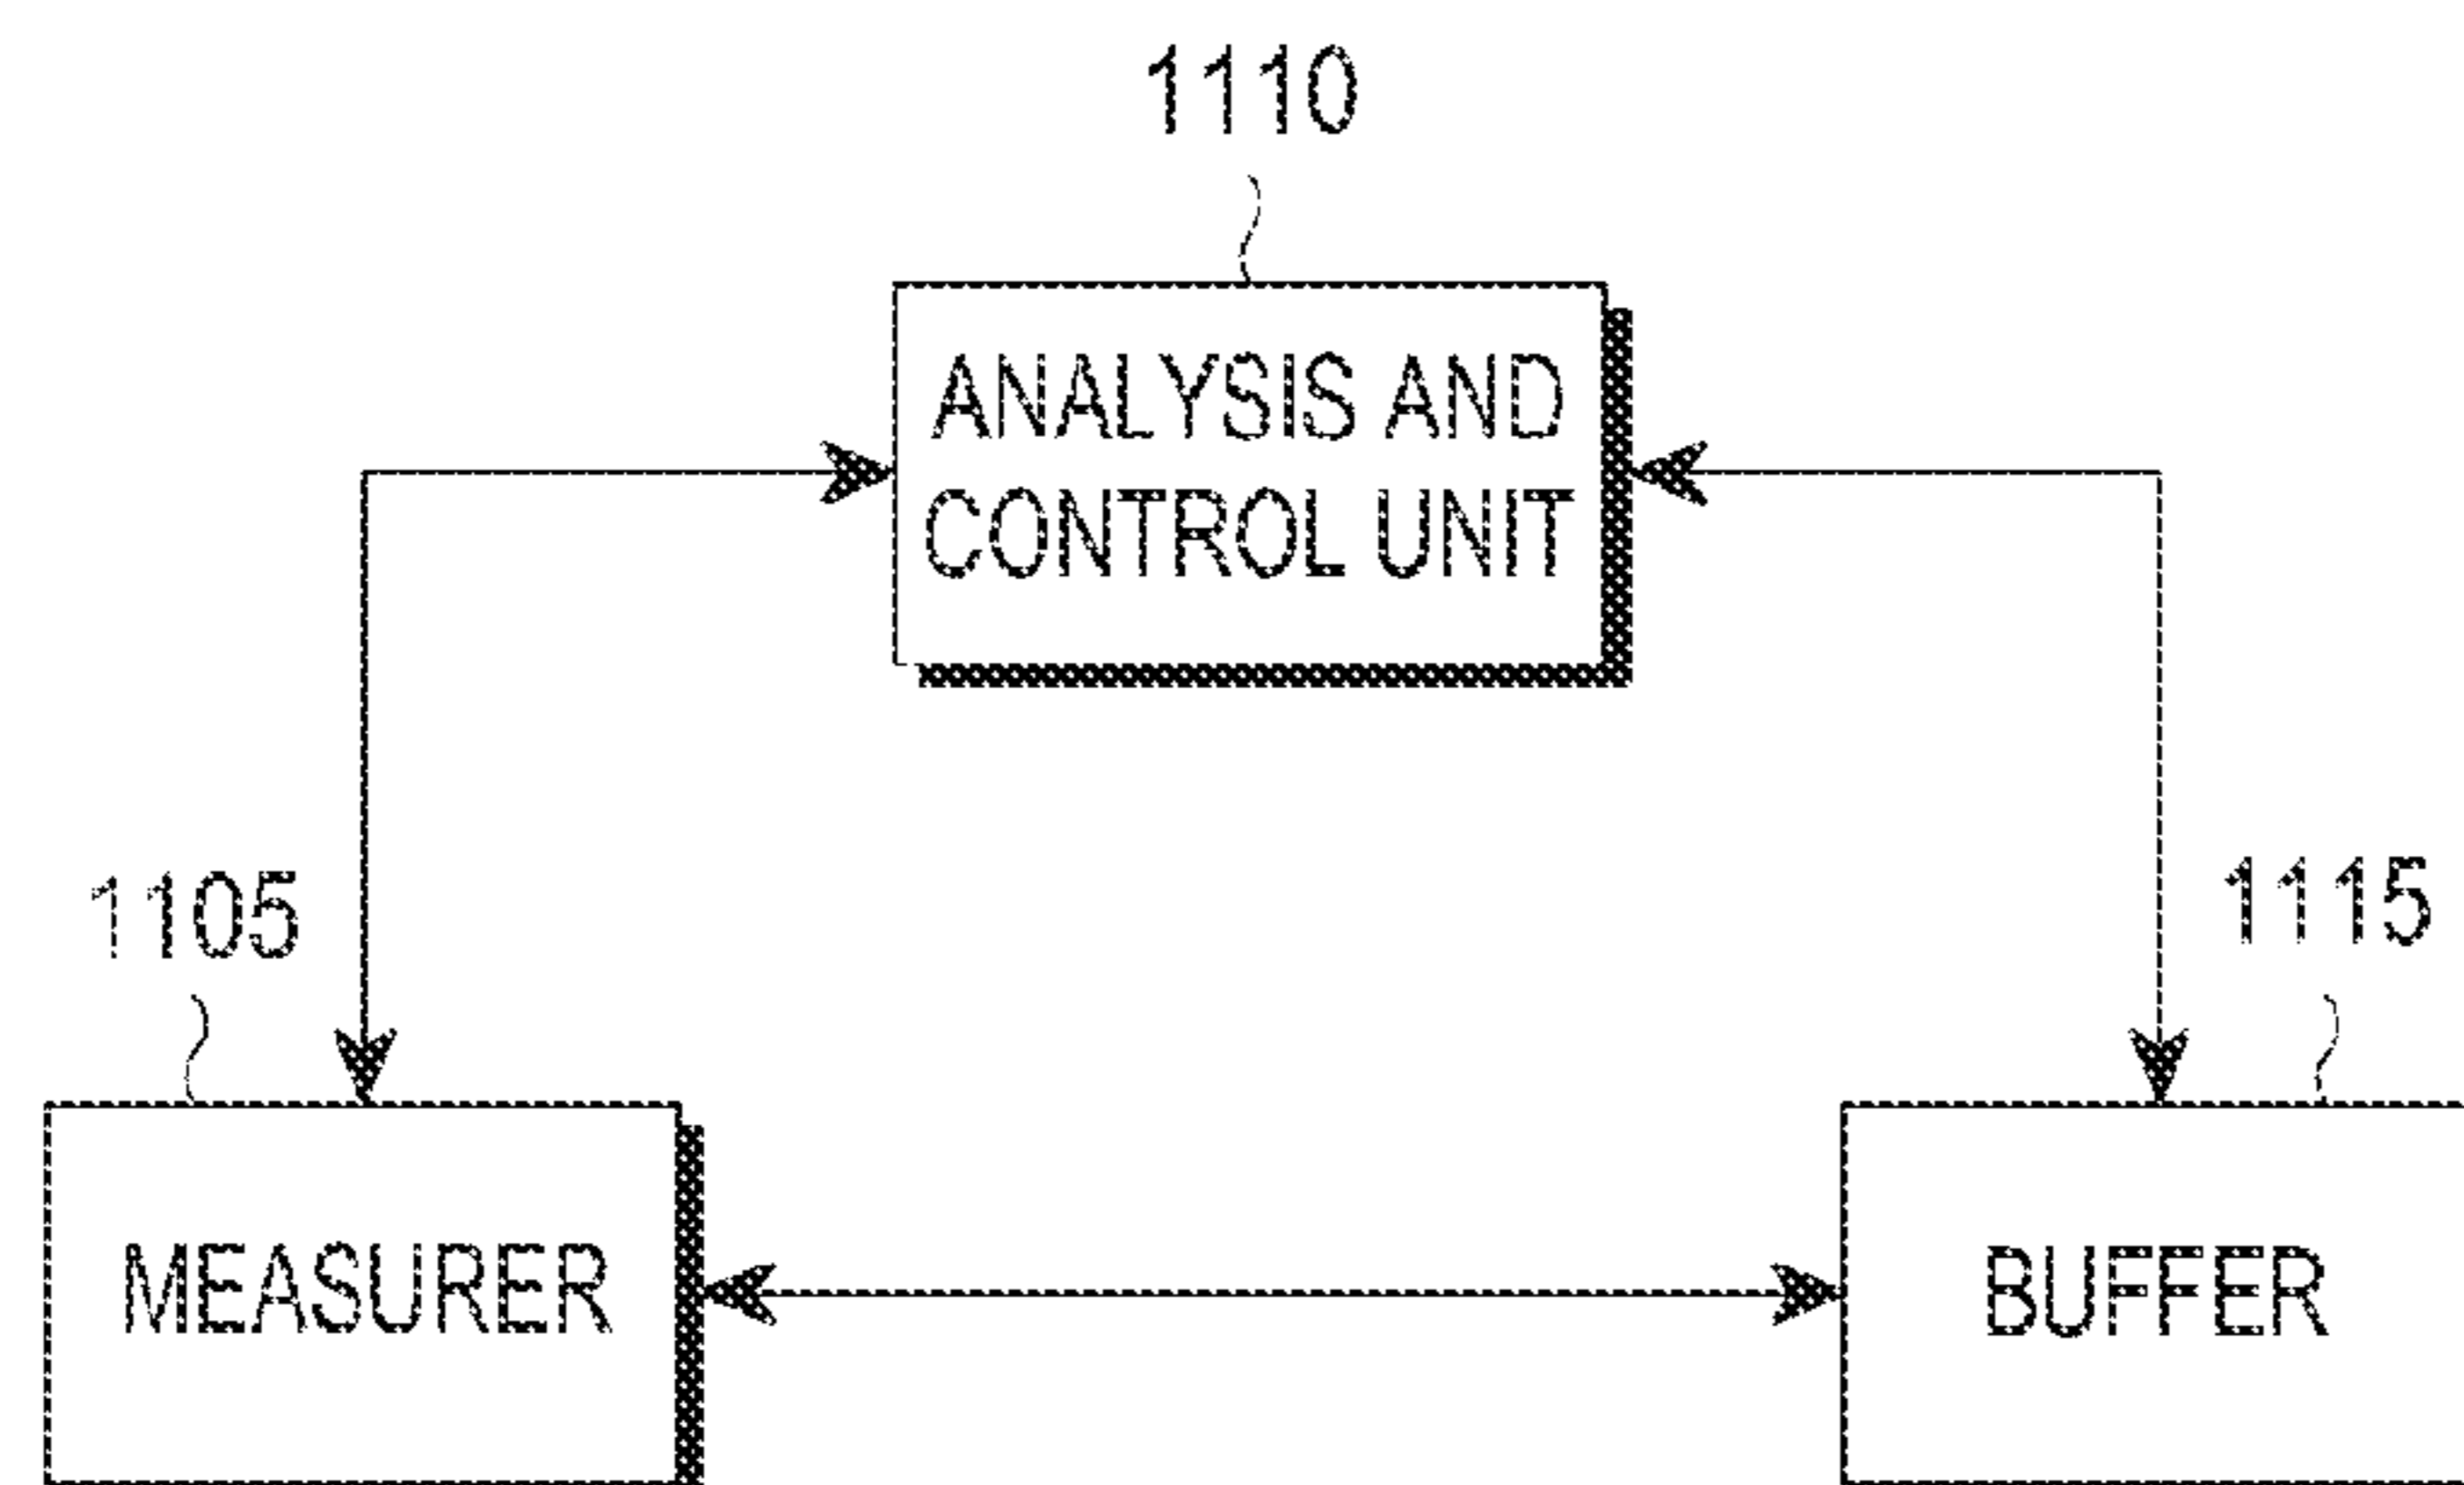 1110
ANALYSIS AND
CONTROL UNIT
1105
1115
MEASURER
BUFFER